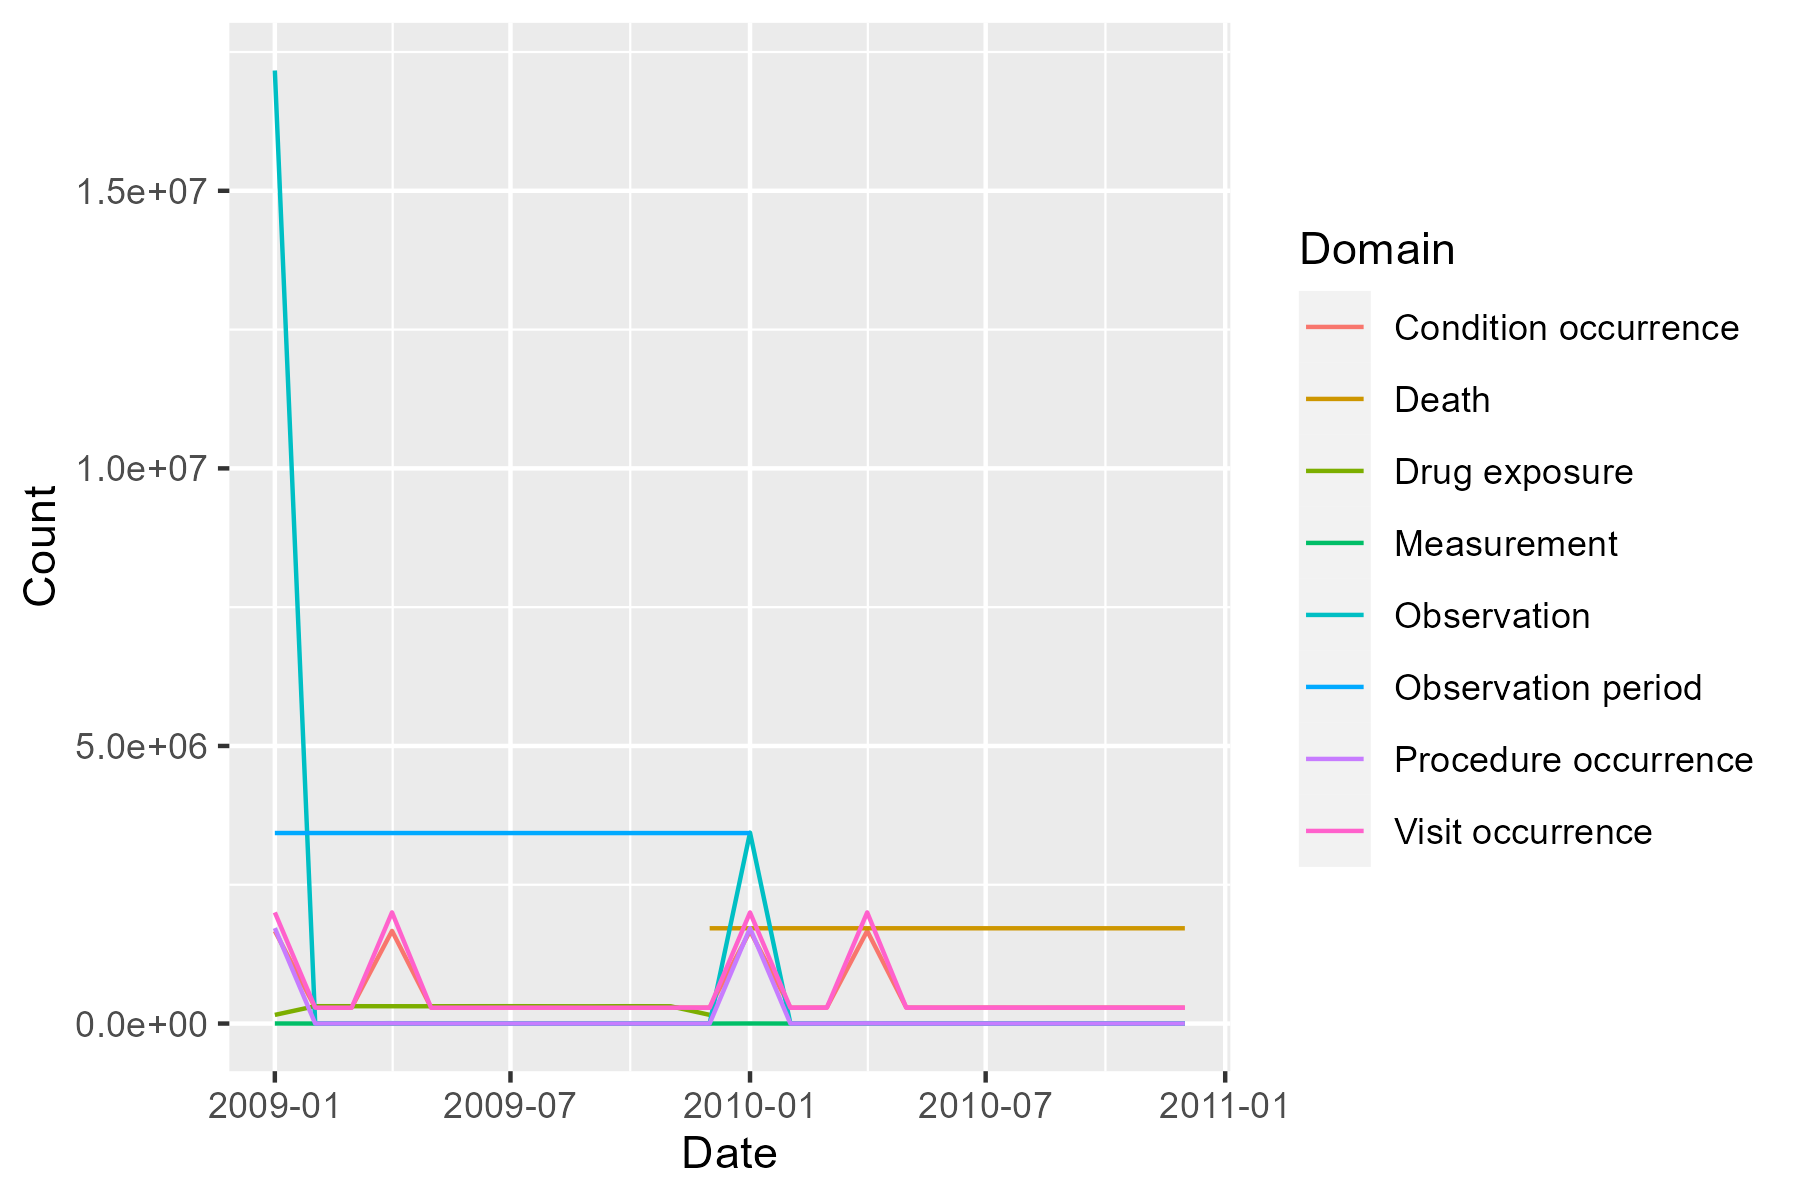 1.5e+07
1.0e+07
5.0e+06
0.0e+00
Count
2009-01
2009-07
2010-01
2010-07
2011-01
Date
Domain
Condition occurrence
Death
Drug exposure
Measurement
Observation
Observation period
Procedure occurrence
Visit occurrence